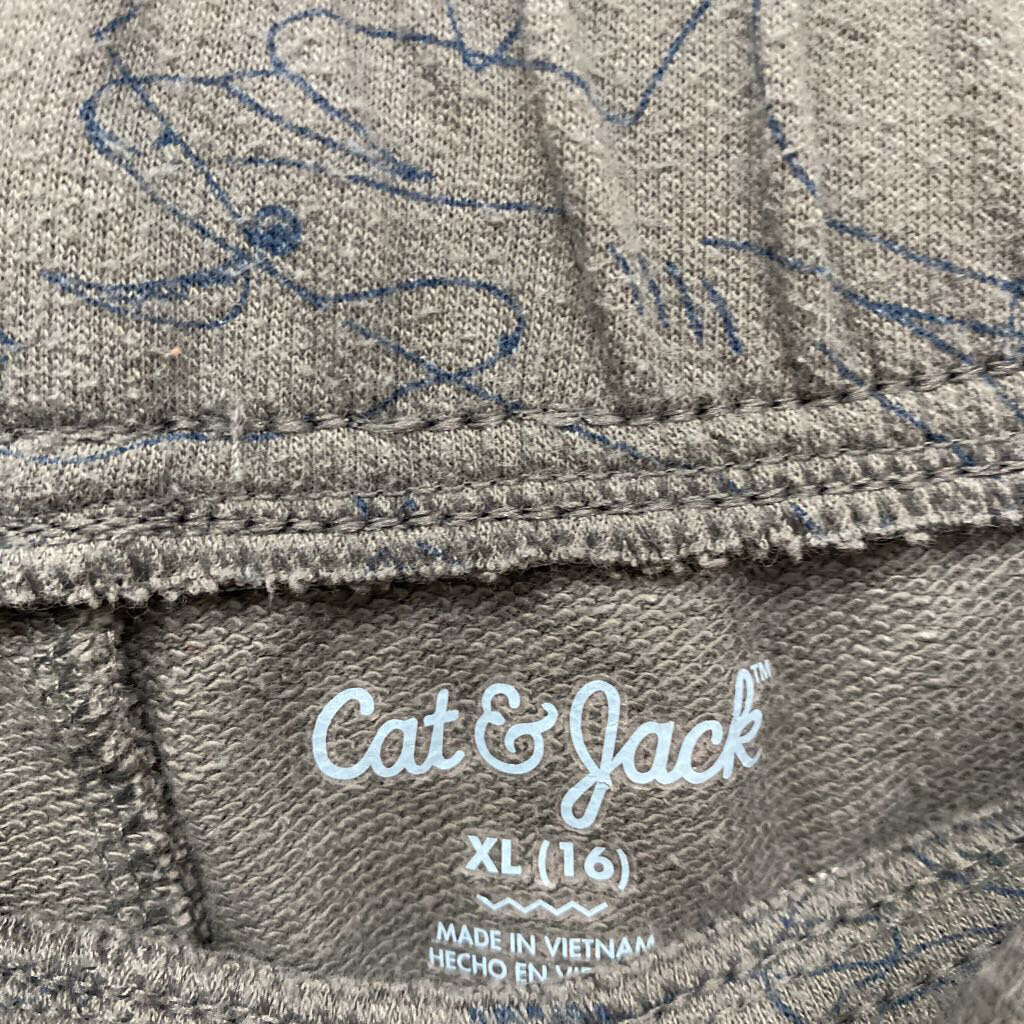 Cat & Jack™
XL (16)
MADE IN VIETNAM
HECHO EN